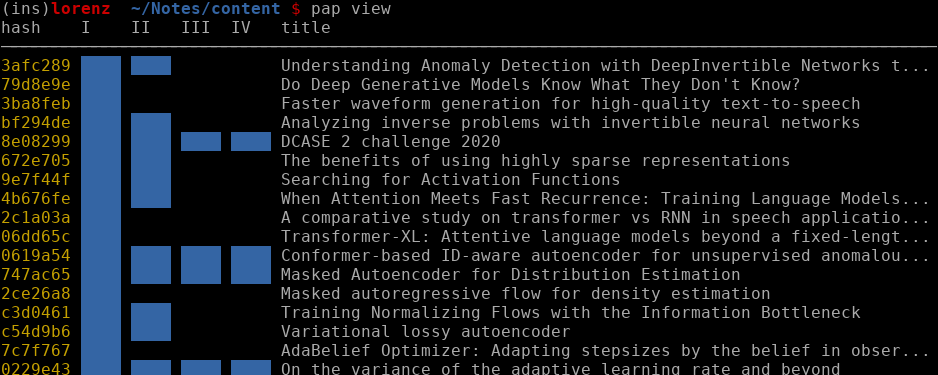 (ins)lorenz ~/Notes/content $ pap view
hash I II III IV title
3afc289 Understanding Anomaly Detection with DeepInvertible Networks t...
79d8e9e Do Deep Generative Models Know What They Don't Know?
3ba8feb Faster waveform generation for high-quality text-to-speech
bf294de Analyzing inverse problems with invertible neural networks
8e08299 DCASE 2 challenge 2020
672e705 The benefits of using highly sparse representations
9e7f44f Searching for Activation Functions
4b676fe When Attention Meets Fast Recurrence: Training Language Models...
2c1a03a A comparative study on transformer vs RNN in speech applicatio...
06dd65c Transformer-XL: Attentive language models beyond a fixed-lengt...
0619a54 Conformer-based ID-aware autoencoder for unsupervised anomalou...
747ac65 Masked Autoencoder for Distribution Estimation
2ce26a8 Masked autoregressive flow for density estimation
c3d0461 Training Normalizing Flows with the Information Bottleneck
c54d9b6 Variational lossy autoencoder
7c7f767 AdaBelief Optimizer: Adapting stepsizes by the belief in obser...
0229e43 On the variance of the adaptive learning rate and beyond